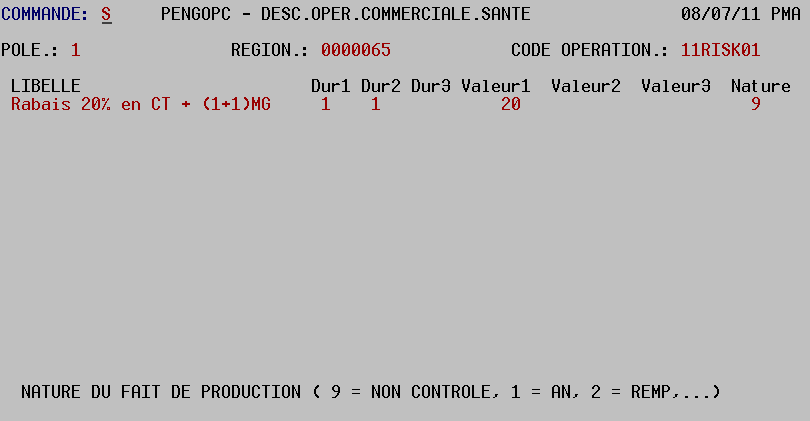 COMMANDE: S PENGOPC - DESC.OPER.COMMERCIALE.SANTE 08/07/11 PMA
POLE.: 1 REGION.: 0000065 CODE OPERATION.: 11RISK01
LIBELLE Dur1 Dur2 Dur3 Valeur1 Valeur2 Valeur3 Nature
Rabais 20% en CT + (1+1)MG 1 1 20 9
NATURE DU FAIT DE PRODUCTION ( 9 = NON CONTROLE, 1 = AN, 2 = REMP,...)